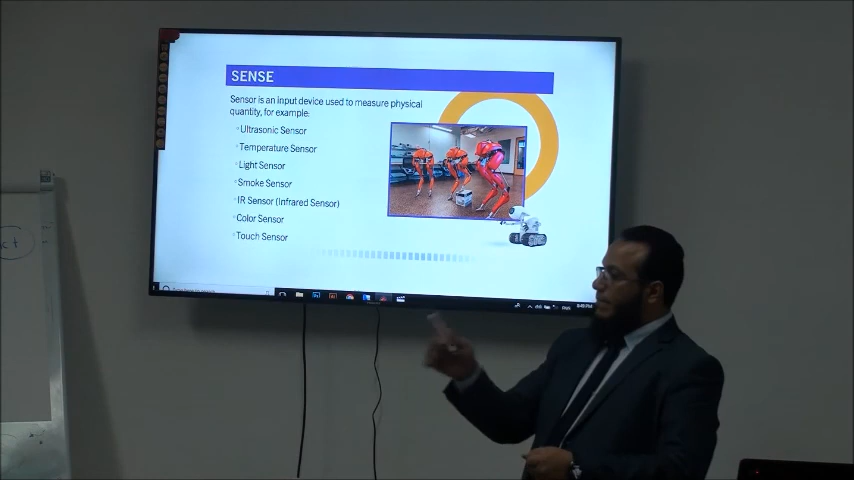 SENSE
Sensor is an input device used to measure physical
quantity, for example:
Ultrasonic Sensor
Temperature Sensor
Light Sensor
Smoke Sensor
IR Sensor (Infrared Sensor)
Color Sensor
Touch Sensor